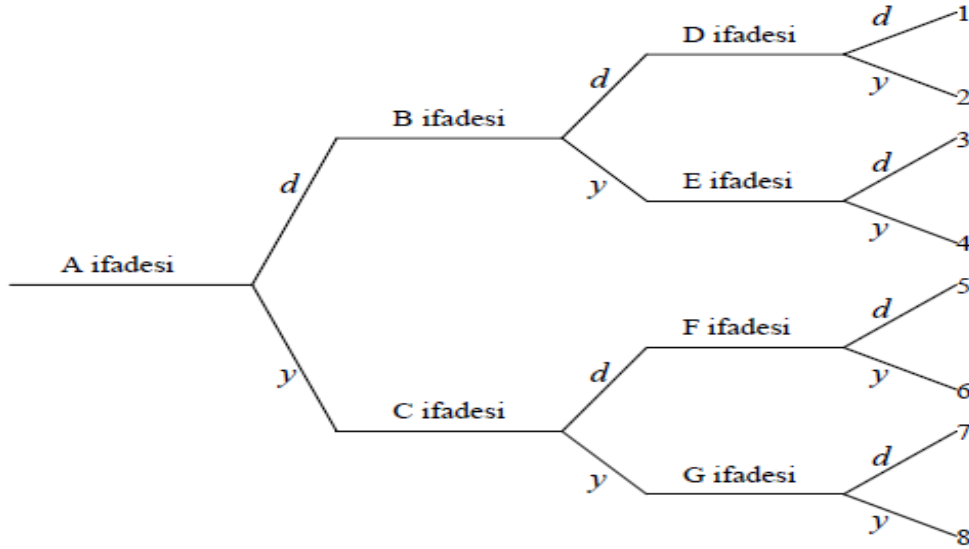 D ifadesi
d
1
y
2
B ifadesi
d
y
E ifadesi
d
3
y
4
A ifadesi
d
y
C ifadesi
d
y
F ifadesi
d
5
y
6
G ifadesi
d
7
y
8